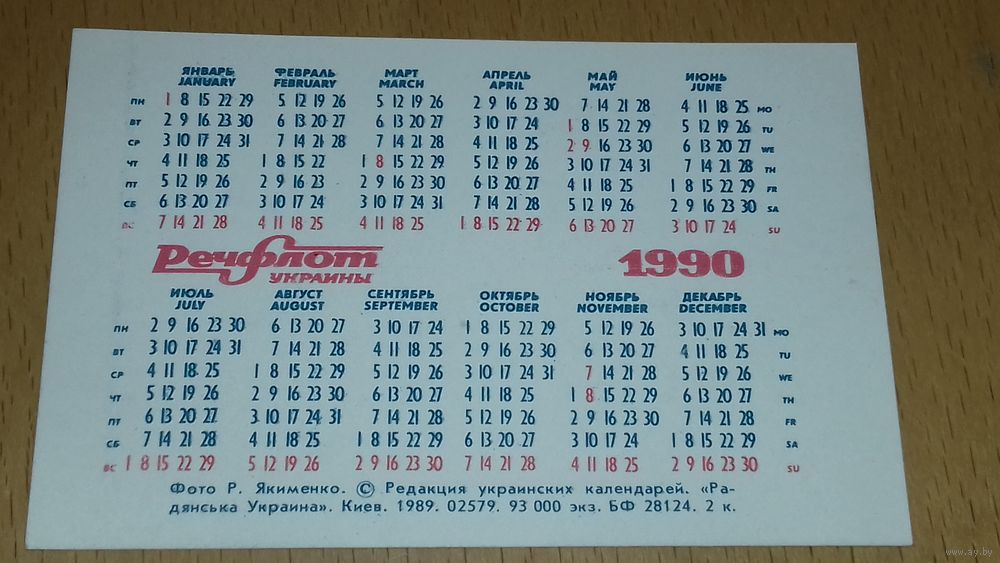 ЯНВАРЬ ФЕВРАЛЬ МАРТ АПРЕЛЬ МАЙ ИЮНЬ
JANUARY FEBRUARY MARCH APRIL MAY JUNE
ПН 1 8 15 22 29 5 12 19 26 5 12 19 26 2 9 16 23 30 7 14 21 28 4 11 18 25 MO
ВТ 2 9 16 23 30 6 13 20 27 6 13 20 27 3 10 17 24 1 8 15 22 29 5 12 19 26 TU
СР 3 10 17 24 31 7 14 21 28 7 14 21 28 4 11 18 25 2 9 16 23 30 6 13 20 27 WE
ЧТ 4 11 18 25 1 8 15 22 1 8 15 22 29 5 12 19 26 3 10 17 24 31 7 14 21 28 TH
ПТ 5 12 19 26 2 9 16 23 2 9 16 23 30 6 13 20 27 4 11 18 25 1 8 15 22 29 FR
СБ 6 13 20 27 3 10 17 24 3 10 17 24 31 7 14 21 28 5 12 19 26 2 9 16 23 30 SA
ВС 7 14 21 28 4 11 18 25 4 11 18 25 1 8 15 22 29 6 13 20 27 3 10 17 24 SU
Речфлот 1990
УКРАИНЫ
ИЮЛЬ АВГУСТ СЕНТЯБРЬ ОКТЯБРЬ НОЯБРЬ ДЕКАБРЬ
JULY AUGUST SEPTEMBER OCTOBER NOVEMBER DECEMBER
ПН 2 9 16 23 30 6 13 20 27 3 10 17 24 1 8 15 22 29 5 12 19 26 3 10 17 24 31 MO
ВТ 3 10 17 24 31 7 14 21 28 4 11 18 25 2 9 16 23 30 6 13 20 27 4 11 18 25 TU
СР 4 11 18 25 1 8 15 22 29 5 12 19 26 3 10 17 24 31 7 14 21 28 5 12 19 26 WE
ЧТ 5 12 19 26 2 9 16 23 30 6 13 20 27 4 11 18 25 1 8 15 22 29 6 13 20 27 TH
ПТ 6 13 20 27 3 10 17 24 31 7 14 21 28 5 12 19 26 2 9 16 23 30 7 14 21 28 FR
СБ 7 14 21 28 4 11 18 25 1 8 15 22 29 6 13 20 27 3 10 17 24 1 8 15 22 29 SA
ВС 1 8 15 22 29 5 12 19 26 2 9 16 23 30 7 14 21 28 4 11 18 25 2 9 16 23 30 SU
Фото Р. Якименко. © Редакция украинских календарей. «Ра-
дянська Украина». Киев. 1989. 02579. 93 000 экз. БФ 28124. 2 к.
www.ay.by